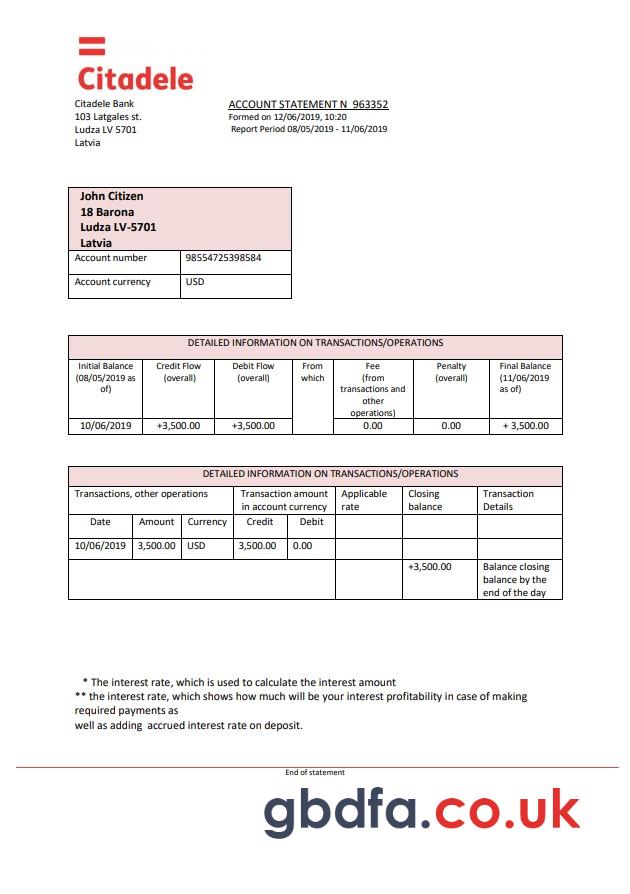 Citadele
Citadele Bank
103 Latgales st.
Ludza LV 5701
Latvia
ACCOUNT STATEMENT N  963352
Formed on 12/06/2019, 10:20
Report Period 08/05/2019 - 11/06/2019
John Citizen
18 Barona
Ludza LV-5701
Latvia
Account number 98554725398584
Account currency USD
DETAILED INFORMATION ON TRANSACTIONS/OPERATIONS
Initial Balance
(08/05/2019 as
of)
Credit Flow
(overall)
Debit Flow
(overall)
From
which
Fee
(from
transactions and
other
operations)
Penalty
(overall)
Final Balance
(11/06/2019
as of)
10/06/2019 +3,500.00 +3,500.00 0.00 0.00 + 3,500.00
DETAILED INFORMATION ON TRANSACTIONS/OPERATIONS
Transactions, other operations
Transaction amount
in account currency
Applicable
rate
Closing
balance
Transaction
Details
Date Amount Currency Credit Debit
10/06/2019 3,500.00 USD 3,500.00 0.00
+3,500.00
Balance closing
balance by the
end of the day
* The interest rate, which is used to calculate the interest amount
** the interest rate, which shows how much will be your interest profitability in case of making
required payments as
well as adding  accrued interest rate on deposit.
End of statement
gbdfa.co.uk